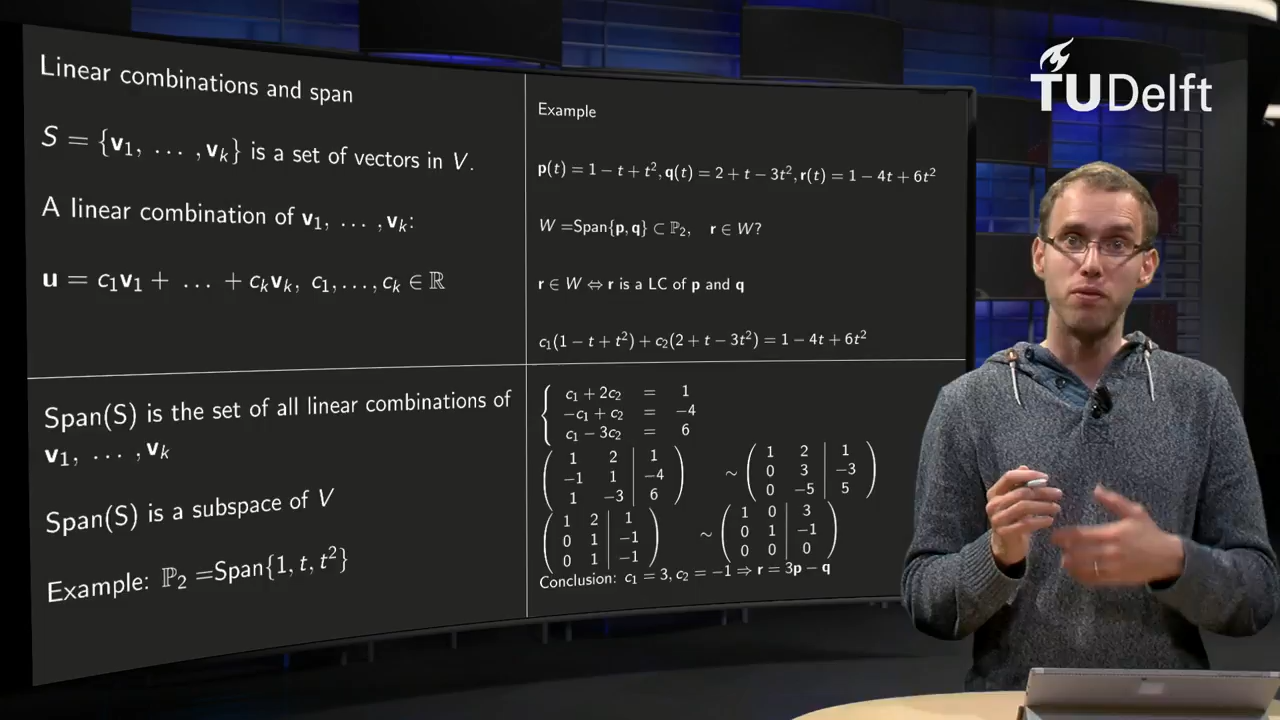 Linear combinations and span
S = {v₁, … , vₖ} is a set of vectors in V.
A linear combination of v₁, … , vₖ:
u = c₁v₁ + … + cₖvₖ, c₁, … , cₖ ∈ ℝ
Span(S) is the set of all linear combinations of
v₁, … , vₖ
Span(S) is a subspace of V
Example: ℙ₂ =Span{1, t, t²}
Example
p(t) = 1 − t + t², q(t) = 2 + t − 3t², r(t) = 1 − 4t + 6t²
W =Span{p, q} ⊂ ℙ₂, r ∈ W?
r ∈ W ⇔ r is a LC of p and q
c₁(1 − t + t²) + c₂(2 + t − 3t²) = 1 − 4t + 6t²
{ c₁ + 2c₂ = 1
−c₁ + c₂ = −4
c₁ − 3c₂ = 6
( 1 2 | 1 ) ~ ( 1 2 | 1 )
( −1 1 | −4 ) ( 0 3 | −3 )
( 1 −3 | 6 ) ( 0 −5 | 5 )
( 1 2 | 1 ) ~ ( 1 0 | 3 )
( 0 1 | −1 ) ( 0 1 | −1 )
( 0 1 | −1 ) ( 0 0 | 0 )
Conclusion: c₁ = 3, c₂ = −1 ⇒ r = 3p − q
TUDelft